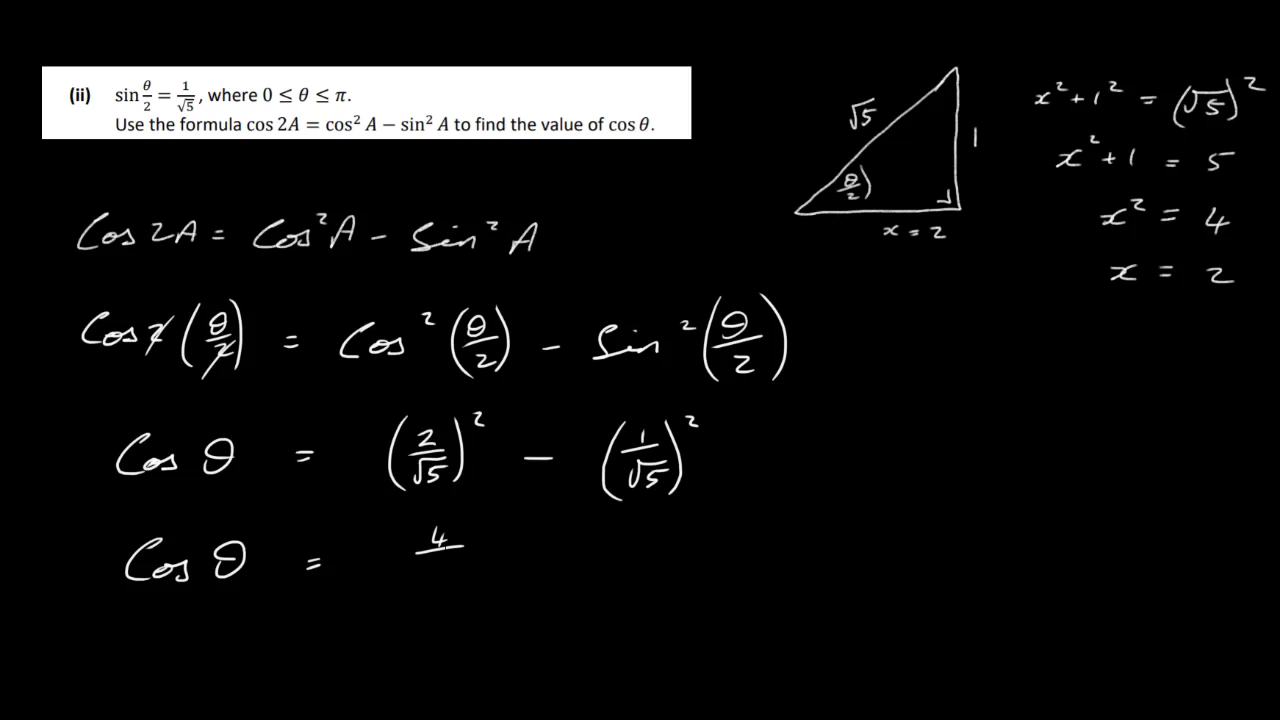 (ii) sin θ/2 = 1/√5, where 0 ≤ θ ≤ π.
Use the formula cos 2A = cos² A − sin² A to find the value of cos θ.
√5
θ/2
1
x = 2
x² + 1² = (√5)²
x² + 1 = 5
x² = 4
x = 2
Cos 2A = Cos² A − Sin² A
Cos 2(θ/2) = Cos² (θ/2) − Sin² (θ/2)
Cos θ = (2/√5)² − (1/√5)²
Cos θ = 4/